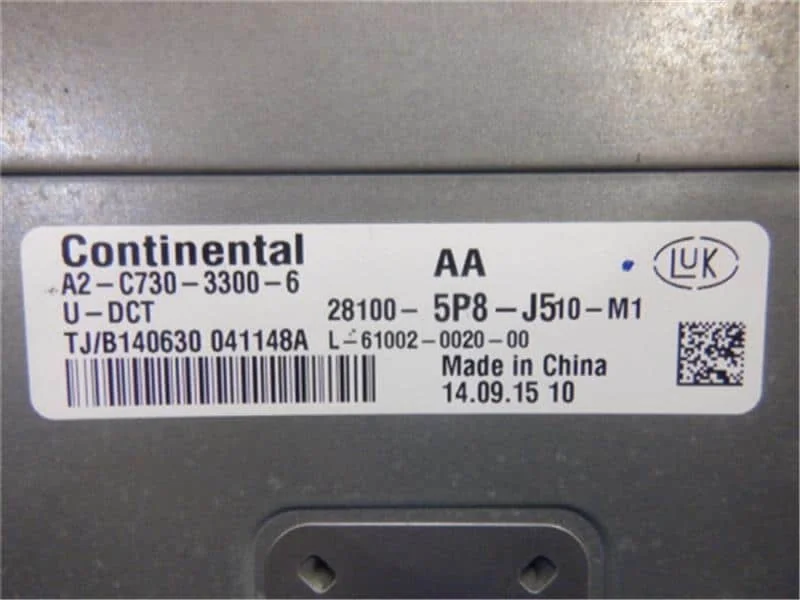 Continental
AA
LUK
A2-C730-3300-6
U-DCT
28100-5P8-J510-M1
TJ/B140630 041148A
L-61002-0020-00
Made in China
14.09.15 10